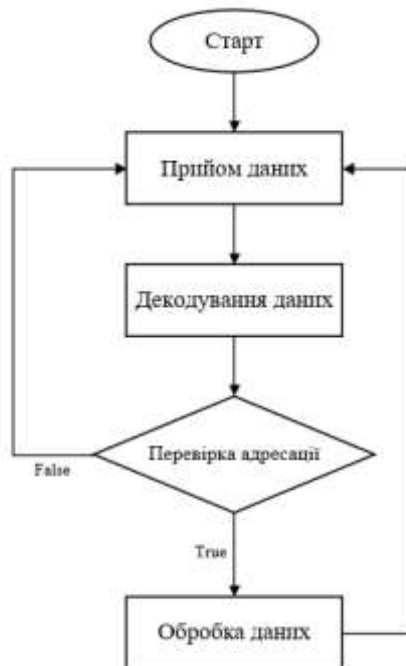 Старт
Прийом даних
Декодування даних
Перевірка адресації
False
True
Обробка даних